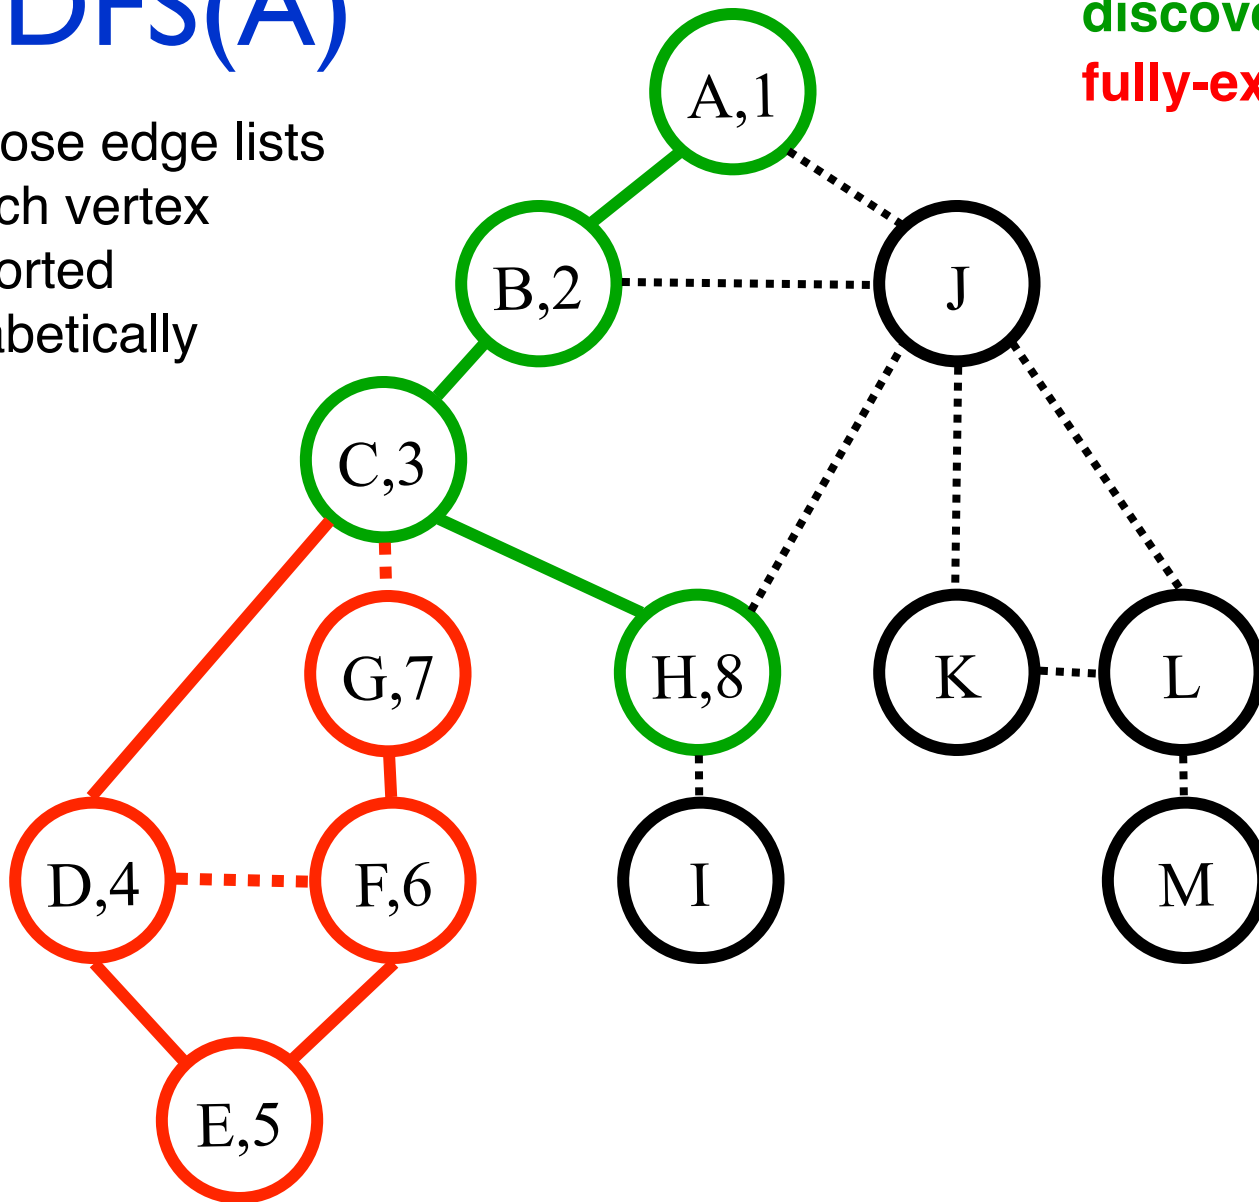 DFS(A)
discove
fully-ex
ose edge lists
ch vertex
orted
abetically
A,1
B,2
J
C,3
G,7
H,8
K
L
D,4
F,6
I
M
E,5